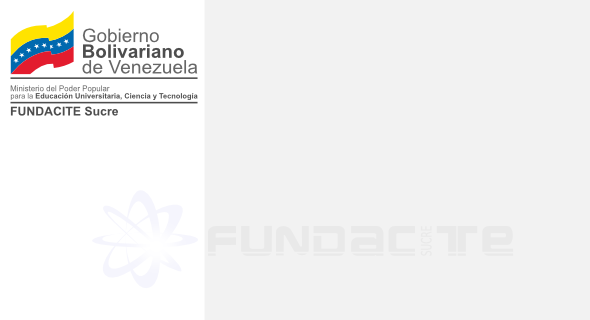 Gobierno
Bolivariano
de Venezuela
Ministerio del Poder Popular
para la Educación Universitaria, Ciencia y Tecnología
FUNDACITE Sucre
FUNDACITE
SUCRE